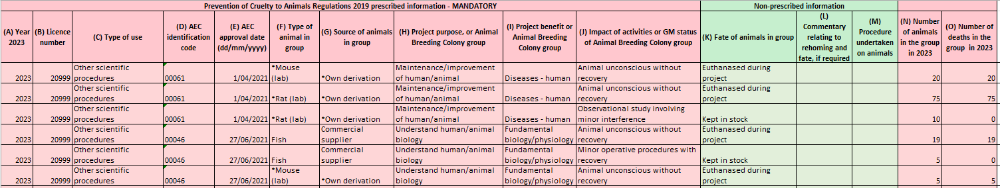 Prevention of Cruelty to Animals Regulations 2019 prescribed information - MANDATORY Non-prescribed information
(A) Year 2023 (B) Licence number (C) Type of use (D) AEC identification code (E) AEC approval date (dd/mm/yyyy) (F) Type of animal in group (G) Source of animals in group (H) Project purpose, or Animal Breeding Colony group (I) Project benefit or Animal Breeding Colony group (J) Impact of activities or GM status of Animal Breeding Colony group (K) Fate of animals in group (L) Commentary relating to rehoming and fate, if required (M) Procedure undertaken on animals (N) Number of animals in the group in 2023 (O) Number of deaths in the group in 2023
2023 20999 Other scientific procedures 00061 1/04/2021 *Mouse (lab) *Own derivation Maintenance/improvement of human/animal Diseases - human Animal unconscious without recovery Euthanased during project 20 20
2023 20999 Other scientific procedures 00061 1/04/2021 *Rat (lab) *Own derivation Maintenance/improvement of human/animal Diseases - human Animal unconscious without recovery Euthanased during project 75 75
2023 20999 Other scientific procedures 00061 1/04/2021 *Rat (lab) *Own derivation Maintenance/improvement of human/animal Diseases - human Observational study involving minor interference Kept in stock 10 0
2023 20999 Other scientific procedures 00046 27/06/2021 Fish Commercial supplier Understand human/animal biology Fundamental biology/physiology Animal unconscious without recovery Euthanased during project 19 19
2023 20999 Other scientific procedures 00046 27/06/2021 Fish Commercial supplier Understand human/animal biology Fundamental biology/physiology Minor operative procedures with recovery Kept in stock 5 0
2023 20999 Other scientific procedures 00046 27/06/2021 *Mouse (lab) *Own derivation Understand human/animal biology Fundamental biology/physiology Animal unconscious without recovery Euthanased during project 5 5